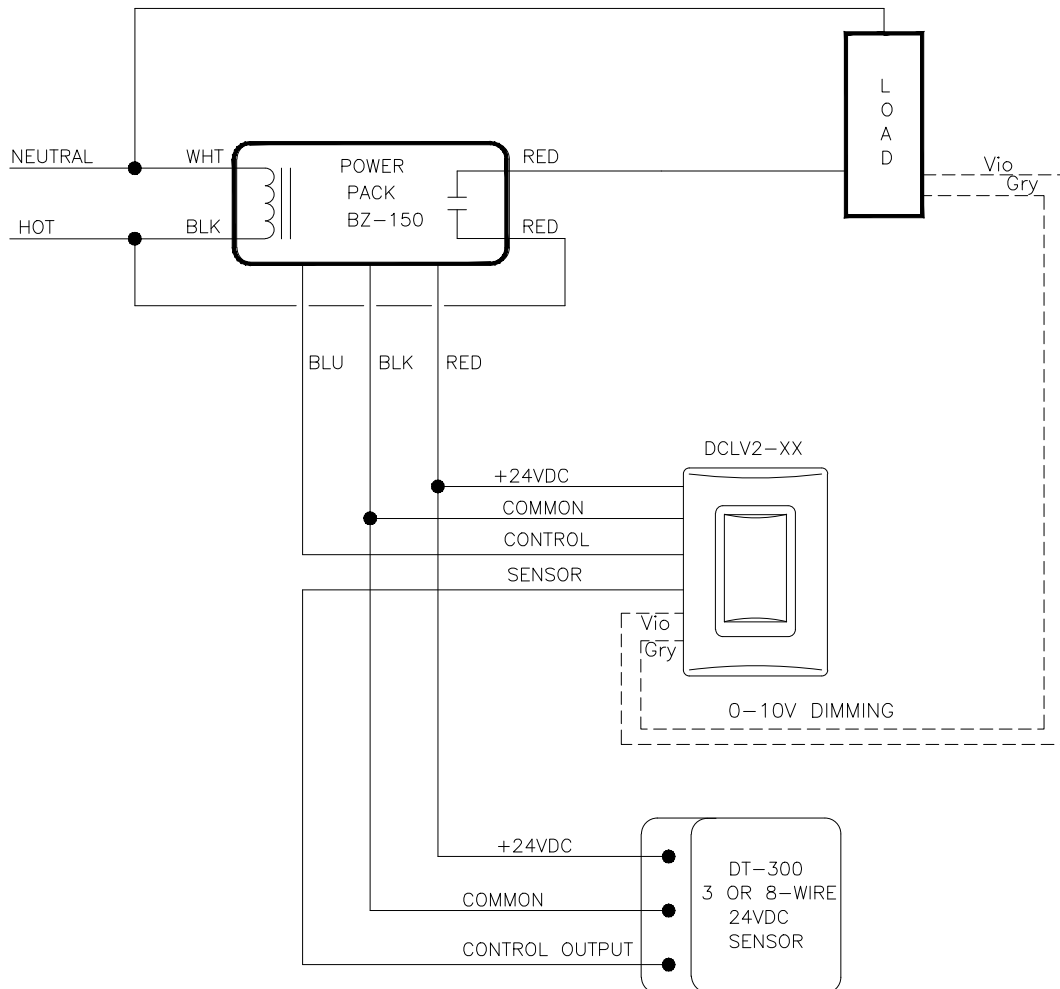 L
O
A
D
NEUTRAL
WHT
POWER
PACK
BZ-150
RED
Vio
Gry
HOT
BLK
RED
BLU
BLK
RED
DCLV2-XX
+24VDC
COMMON
CONTROL
SENSOR
Vio
Gry
0-10V DIMMING
+24VDC
COMMON
CONTROL OUTPUT
DT-300
3 OR 8-WIRE
24VDC
SENSOR